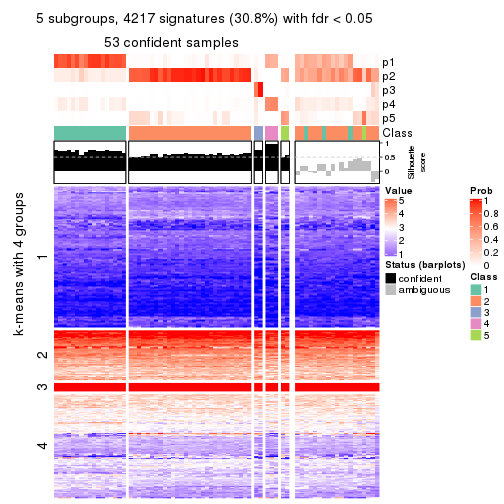 5 subgroups, 4217 signatures (30.8%) with fdr < 0.05
53 confident samples
p1
p2
p3
p4
p5
Class
1
0.5
0
Silhouette
score
k-means with 4 groups
1
2
3
4
Value
5
4
3
2
1
Status (barplots)
confident
ambiguous
Prob
1
0.8
0.6
0.4
0.2
0
Class
1
2
3
4
5